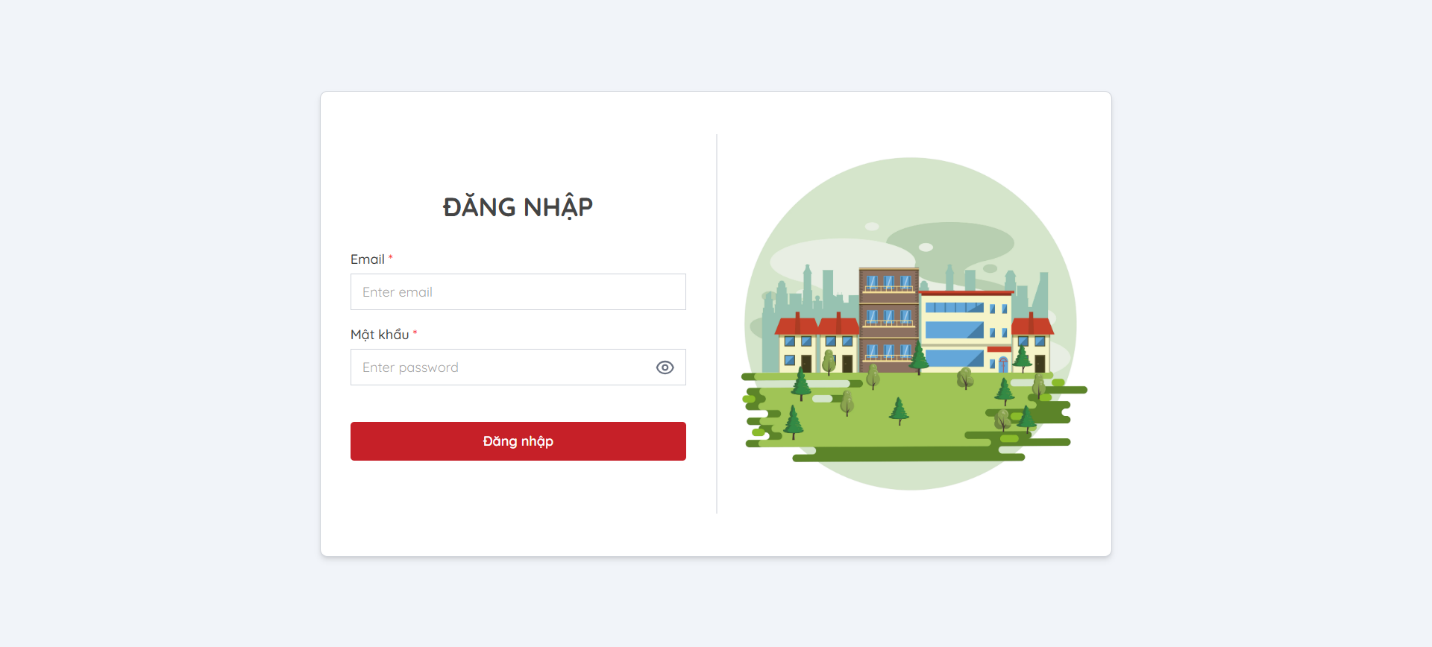 ĐĂNG NHẬP
Email *
Enter email
Mật khẩu *
Enter password
Đăng nhập